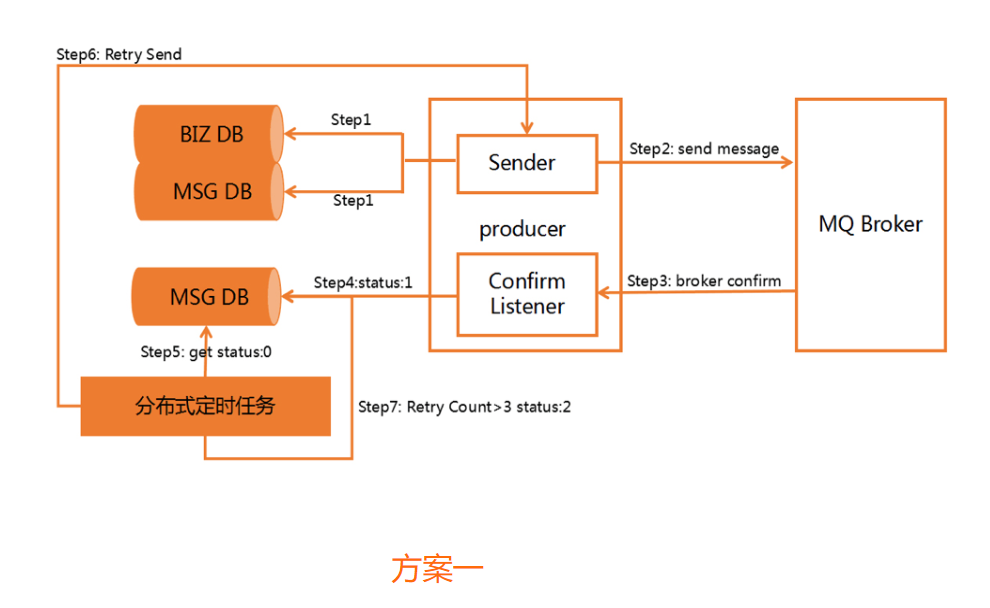 Step6: Retry Send
BIZ DB
Step1
MSG DB
Step1
Sender
Step2: send message
producer
MQ Broker
Confirm
Listener
Step3: broker confirm
MSG DB
Step4:status:1
Step5: get status:0
分布式定时任务
Step7: Retry Count>3 status:2
方案一